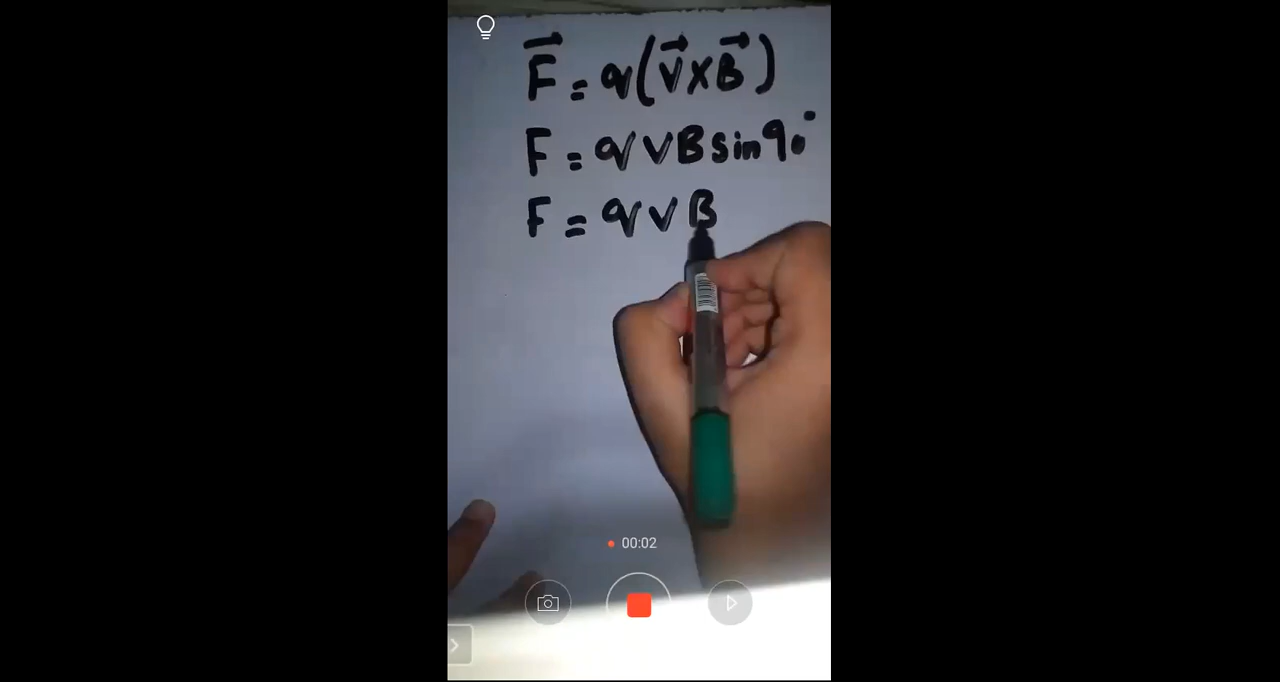 F⃗ = q(v⃗×B⃗)
F = qvBsin90°
F = qvB
00:02